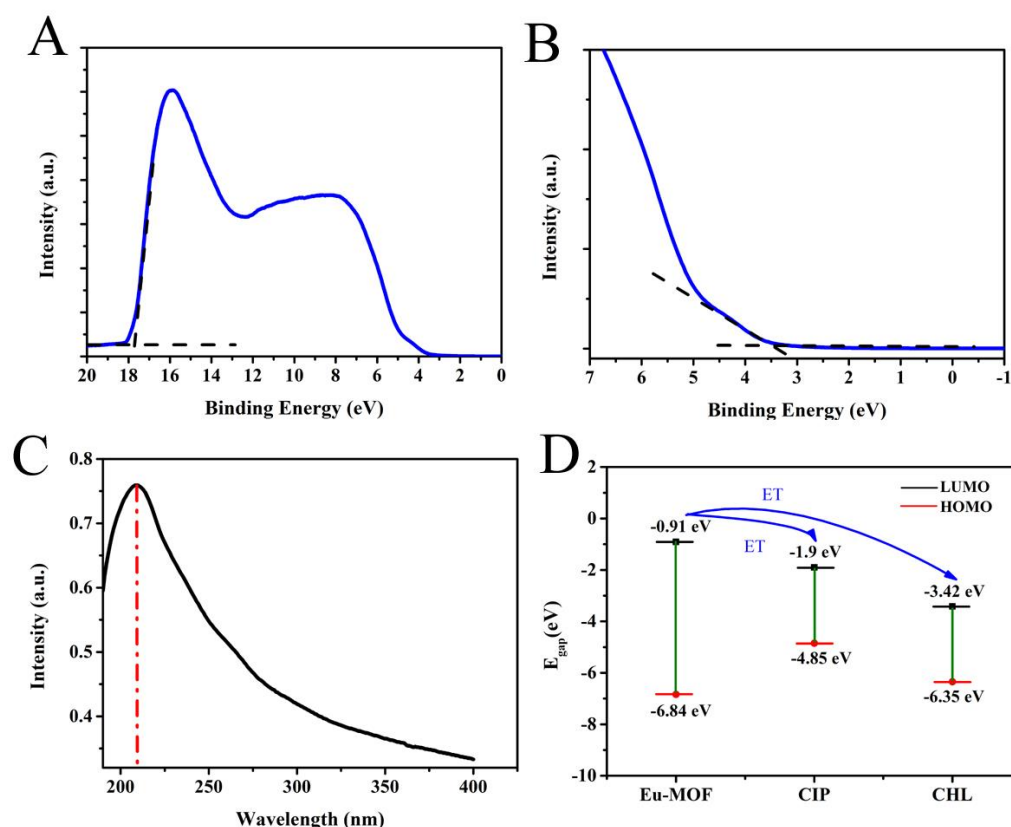 A
Intensity (a.u.)
20 18 16 14 12 10 8 6 4 2 0
Binding Energy (eV)
B
Intensity (a.u.)
7 6 5 4 3 2 1 0 -1
Binding Energy (eV)
C
Intensity (a.u.)
0.8
0.7
0.6
0.5
0.4
200 250 300 350 400
Wavelength (nm)
D
E_gap(eV)
2
0
-2
-4
-6
-8
-10
LUMO
HOMO
ET
ET
-0.91 eV
-1.9 eV
-3.42 eV
-4.85 eV
-6.35 eV
-6.84 eV
Eu-MOF CIP CHL